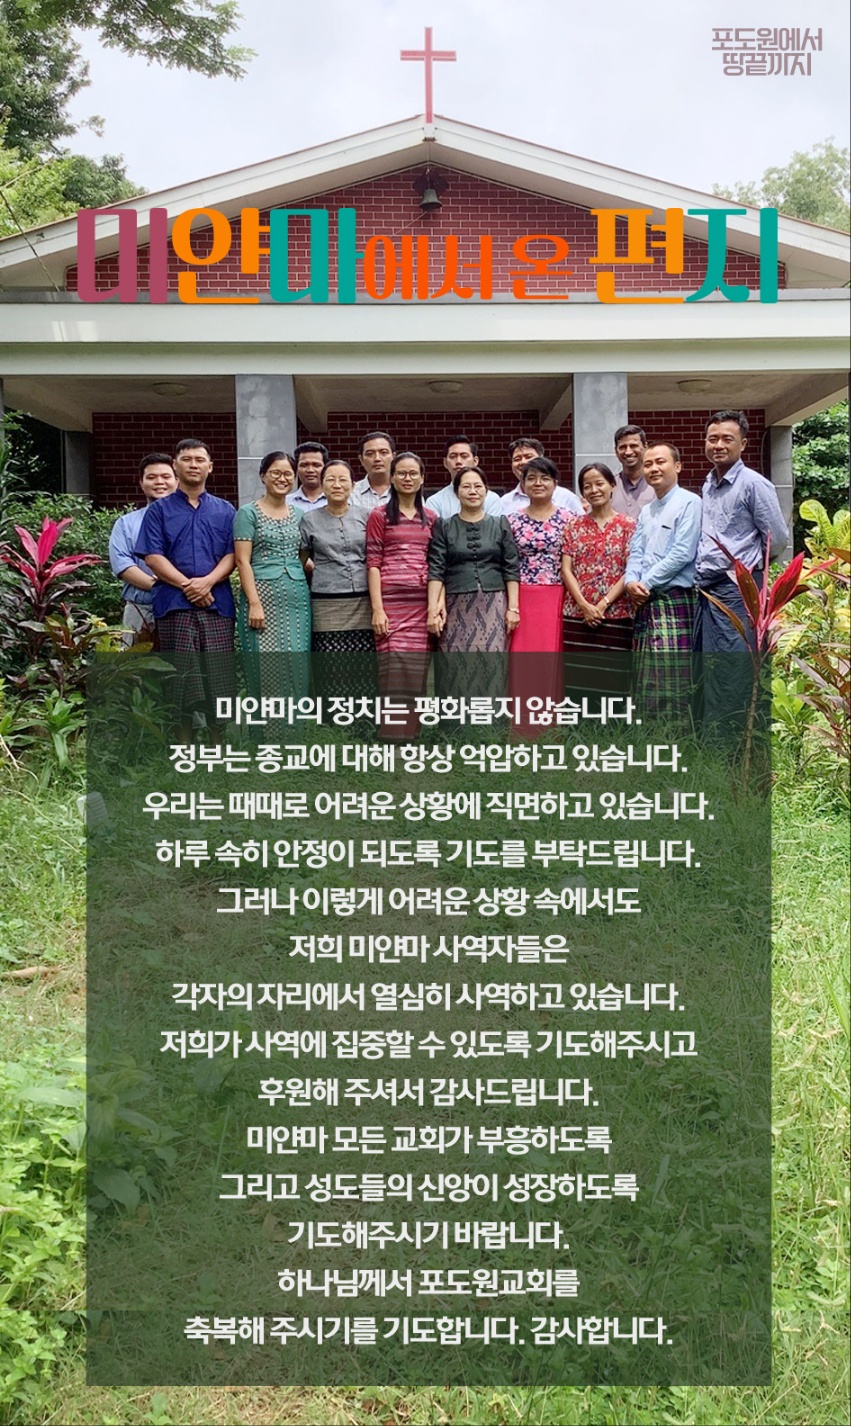 포도원에서
땅끝까지
미얀마에서 온 편지
미얀마의 정치는 평화롭지 않습니다.
정부는 종교에 대해 항상 억압하고 있습니다.
우리는 때때로 어려운 상황에 직면하고 있습니다.
하루 속히 안정이 되도록 기도를 부탁드립니다.
그러나 이렇게 어려운 상황 속에서도
저희 미얀마 사역자들은
각자의 자리에서 열심히 사역하고 있습니다.
저희가 사역에 집중할 수 있도록 기도해주시고
후원해 주셔서 감사드립니다.
미얀마 모든 교회가 부흥하도록
그리고 성도들의 신앙이 성장하도록
기도해주시기 바랍니다.
하나님께서 포도원교회를
축복해 주시기를 기도합니다. 감사합니다.